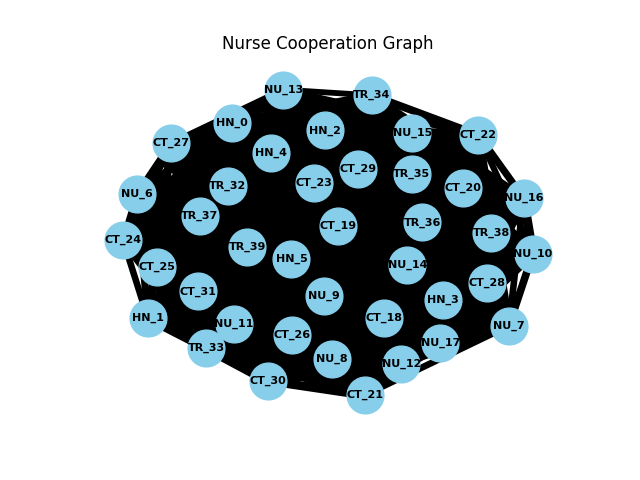 Nurse Cooperation Graph
NU_13
TR_34
HN_0
HN_2
NU_15
CT_22
CT_27
HN_4
CT_29
TR_35
CT_23
TR_32
CT_20
NU_6
NU_16
TR_37
CT_19
TR_36
TR_38
CT_24
TR_39
NU_10
HN_5
NU_14
CT_25
CT_28
CT_31
NU_9
HN_3
HN_1
CT_18
NU_11
NU_7
CT_26
NU_17
TR_33
NU_8
NU_12
CT_30
CT_21